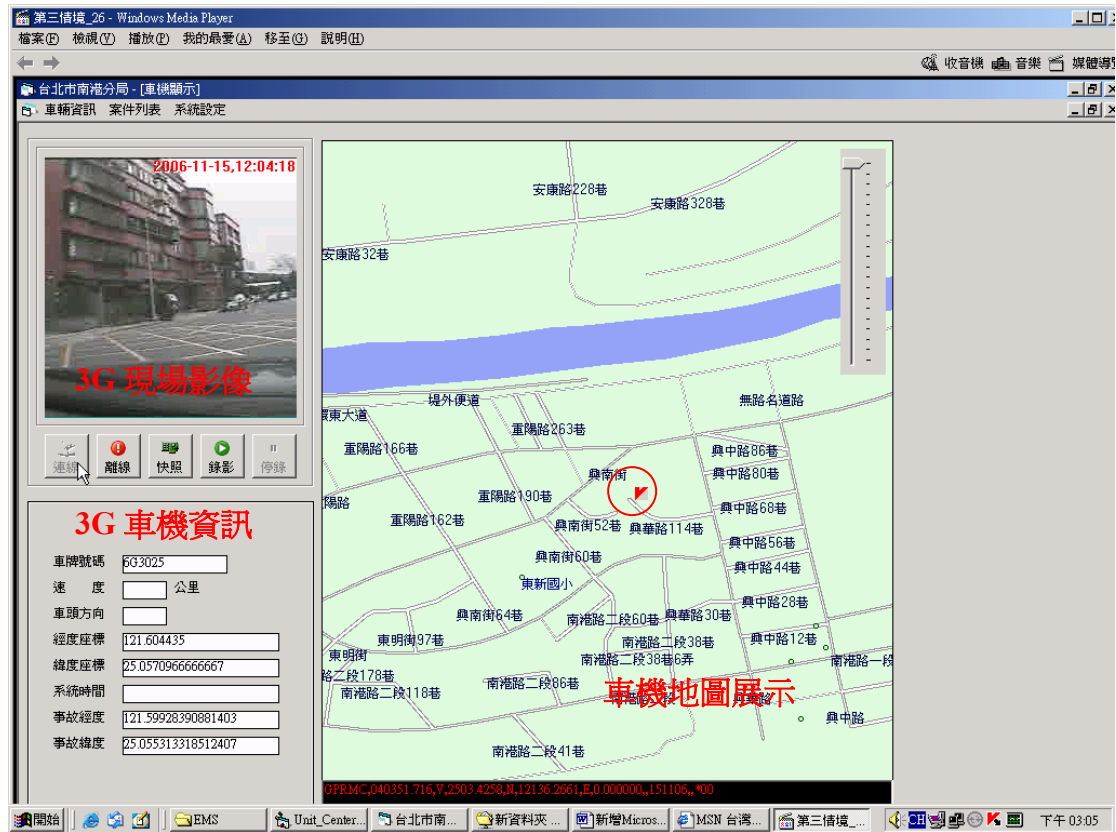 第三情境_26 - Windows Media Player
檔案(F) 檢視(V) 播放(P) 我的最愛(A) 移至(G) 說明(H)
收音機 音樂 媒體導覽
台北市南港分局 - [車機顯示]
車輛資訊 案件列表 系統設定
2006-11-15,12:04:18
3G 現場影像
連線 離線 快照 錄影 停錄
3G 車機資訊
車牌號碼 6G3025
速 度 公里
車頭方向
經度座標 121.604435
緯度座標 25.0570966666667
系統時間
事故經度 121.59928390881403
事故緯度 25.055313318512407
安康路228巷
安康路328巷
安康路32巷
堤外便道
無路名道路
環東大道
重陽路263巷
重陽路166巷
興中路86巷
興南街
興中路80巷
重陽路190巷
重陽路
興中路68巷
重陽路162巷
興南街52巷
興華路114巷
興中路56巷
興南街60巷
興中路44巷
東新國小
興中路28巷
興南街64巷
南港路二段60巷
興華路30巷
東明街97巷
南港路二段38巷
興中路12巷
東明街
南港路二段38巷6弄
南港路一段
路二段178巷
南港路二段86巷
南港路二段118巷
車機地圖展示
興中路
南港路二段41巷
GPRMC,040351.716,V,2503.4258,N,12136.2661,E,0.000000,,151106,,*00
開始 EMS Unit_Center... 台北市南... 新資料夾 ... 新增Micros... MSN 台灣... 第三情境_... CH 下午 03:05